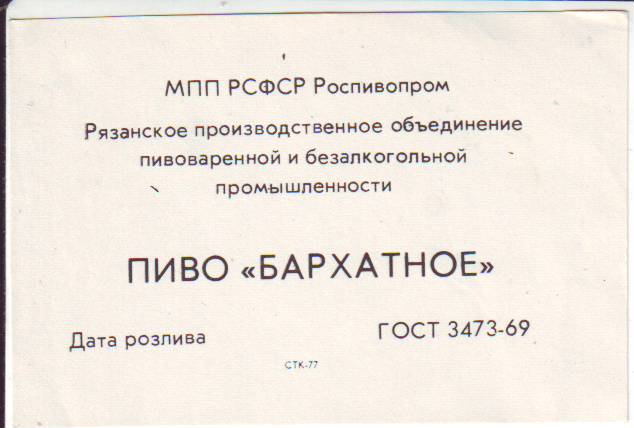 МПП РСФСР Роспивопром
Рязанское производственное объединение
пивоваренной и безалкогольной
промышленности
ПИВО «БАРХАТНОЕ»
Дата розлива
ГОСТ 3473-69
СТК-77